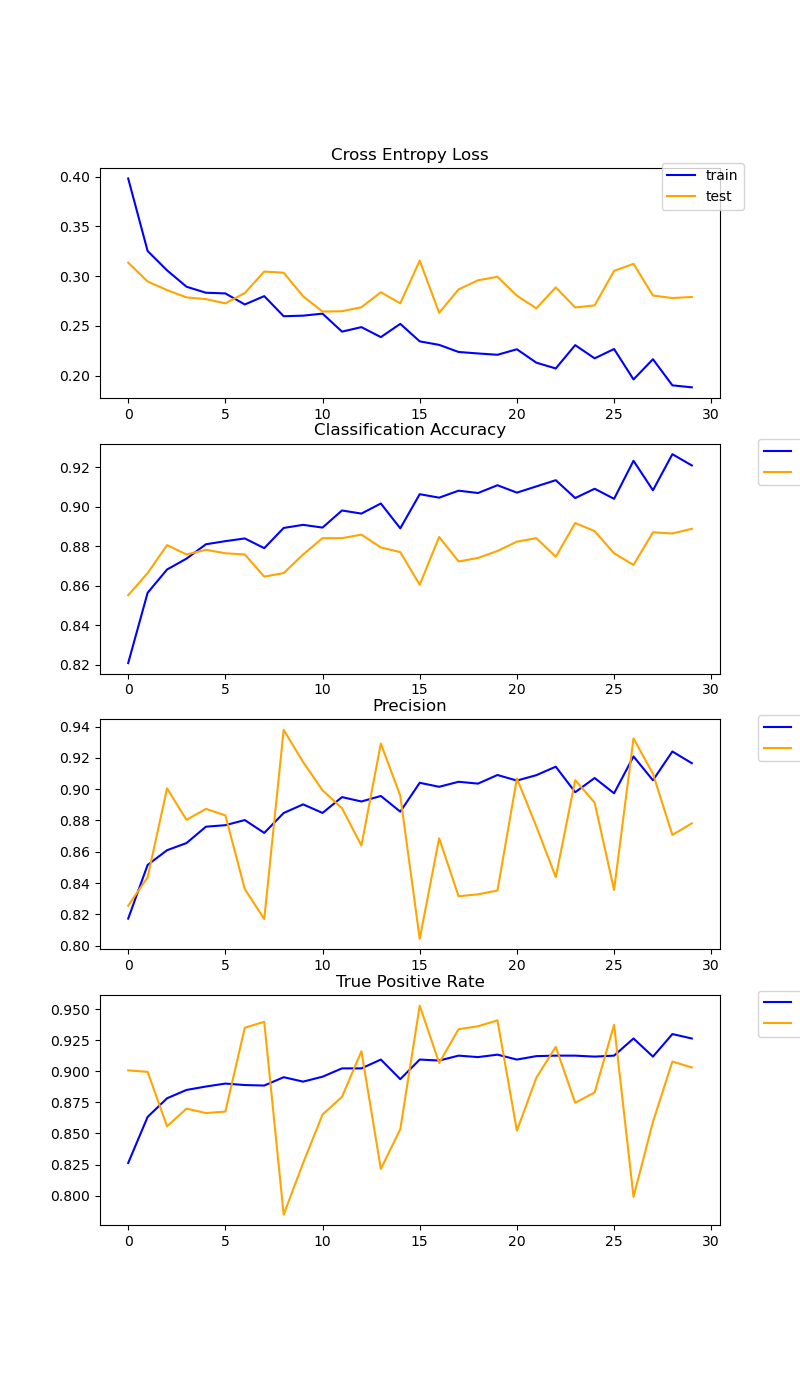 Cross Entropy Loss
train
test
0.40
0.35
0.30
0.25
0.20
0 5 10 15 20 25 30
Classification Accuracy
0.92
0.90
0.88
0.86
0.84
0.82
0 5 10 15 20 25 30
Precision
0.94
0.92
0.90
0.88
0.86
0.84
0.82
0.80
0 5 10 15 20 25 30
True Positive Rate
0.950
0.925
0.900
0.875
0.850
0.825
0.800
0 5 10 15 20 25 30